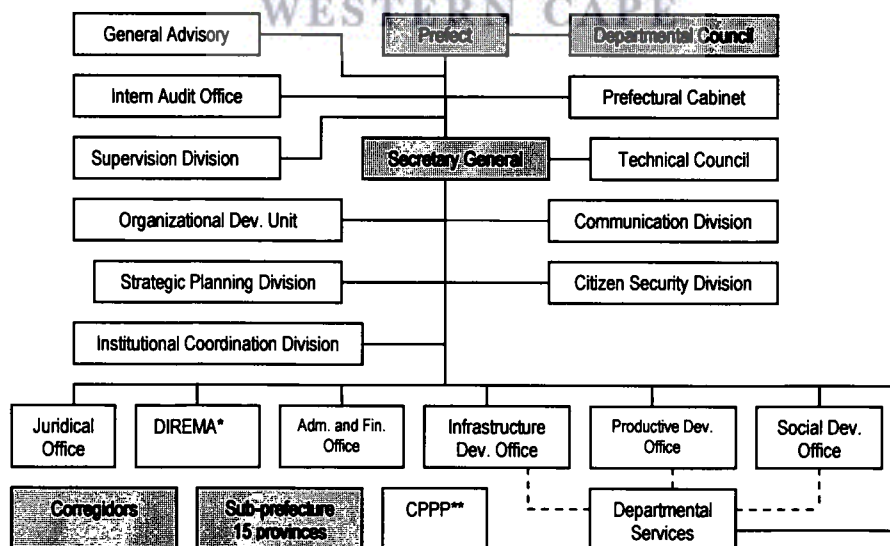 WESTERN CAPE
General Advisory
Prefect
Departmental Council
Intern Audit Office
Prefectural Cabinet
Supervision Division
Secretary General
Technical Council
Organizational Dev. Unit
Communication Division
Strategic Planning Division
Citizen Security Division
Institutional Coordination Division
Juridical
Office
DIREMA*
Adm. and Fin.
Office
Infrastructure
Dev. Office
Productive Dev.
Office
Social Dev.
Office
Corregidors
Sub-prefecture
15 provinces
CPPP**
Departmental
Services